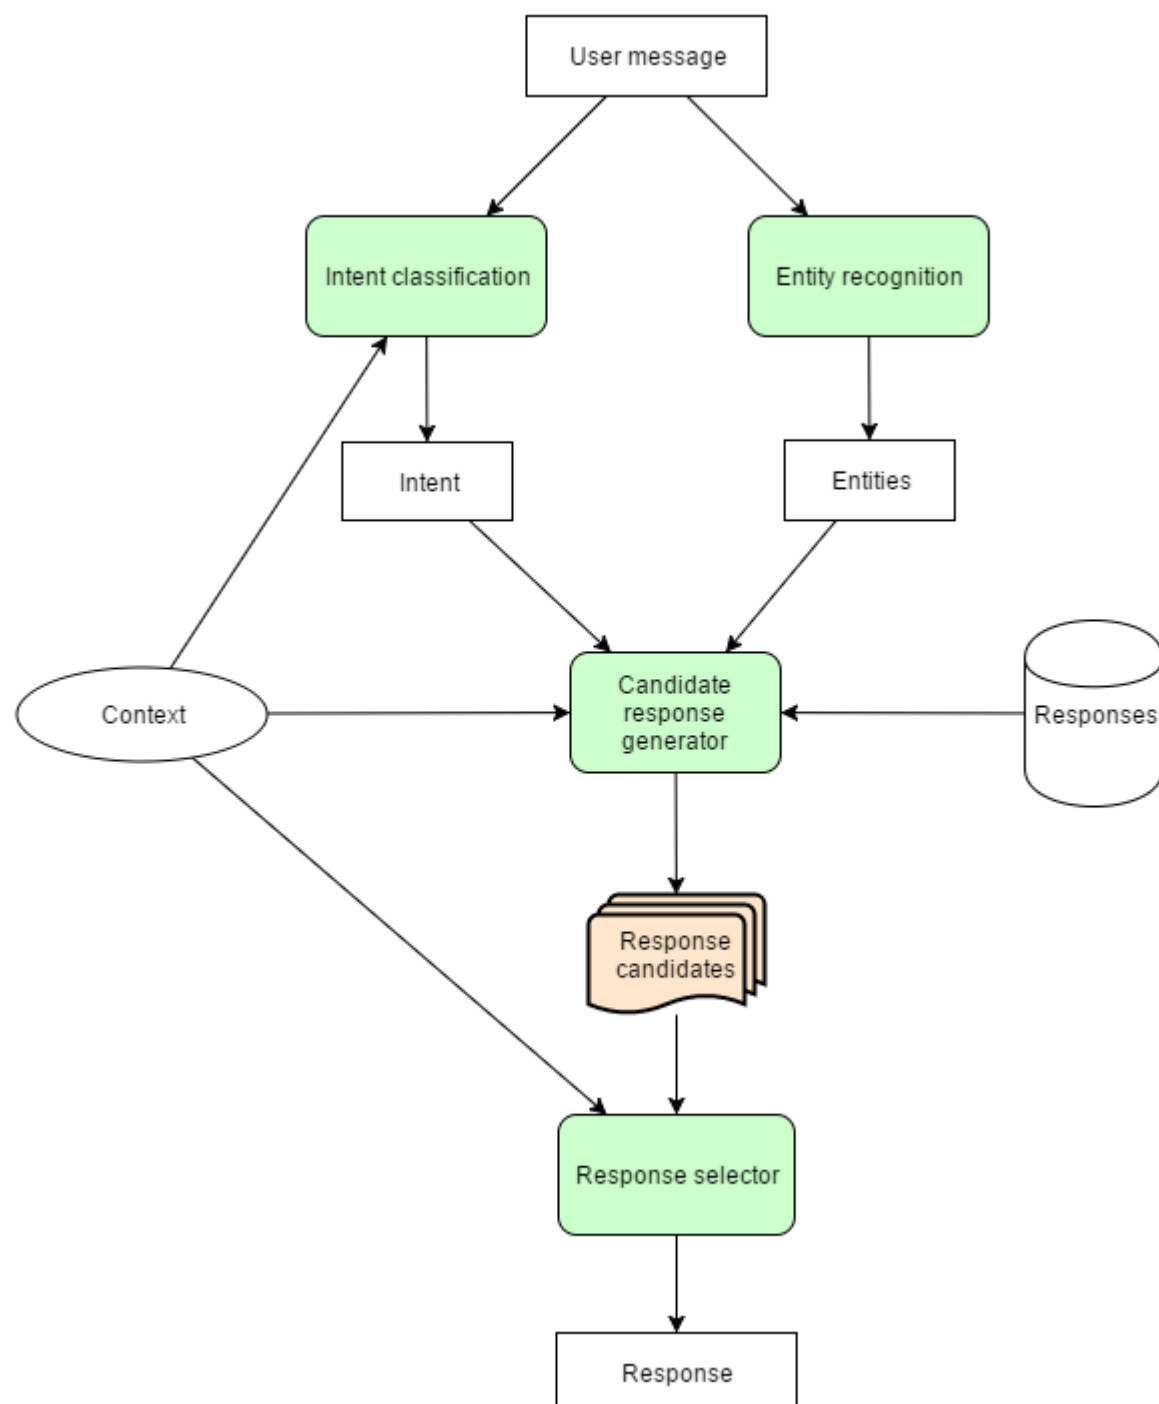 User message
Intent classification
Entity recognition
Intent
Entities
Context
Candidate
response
generator
Responses
Response
candidates
Response selector
Response